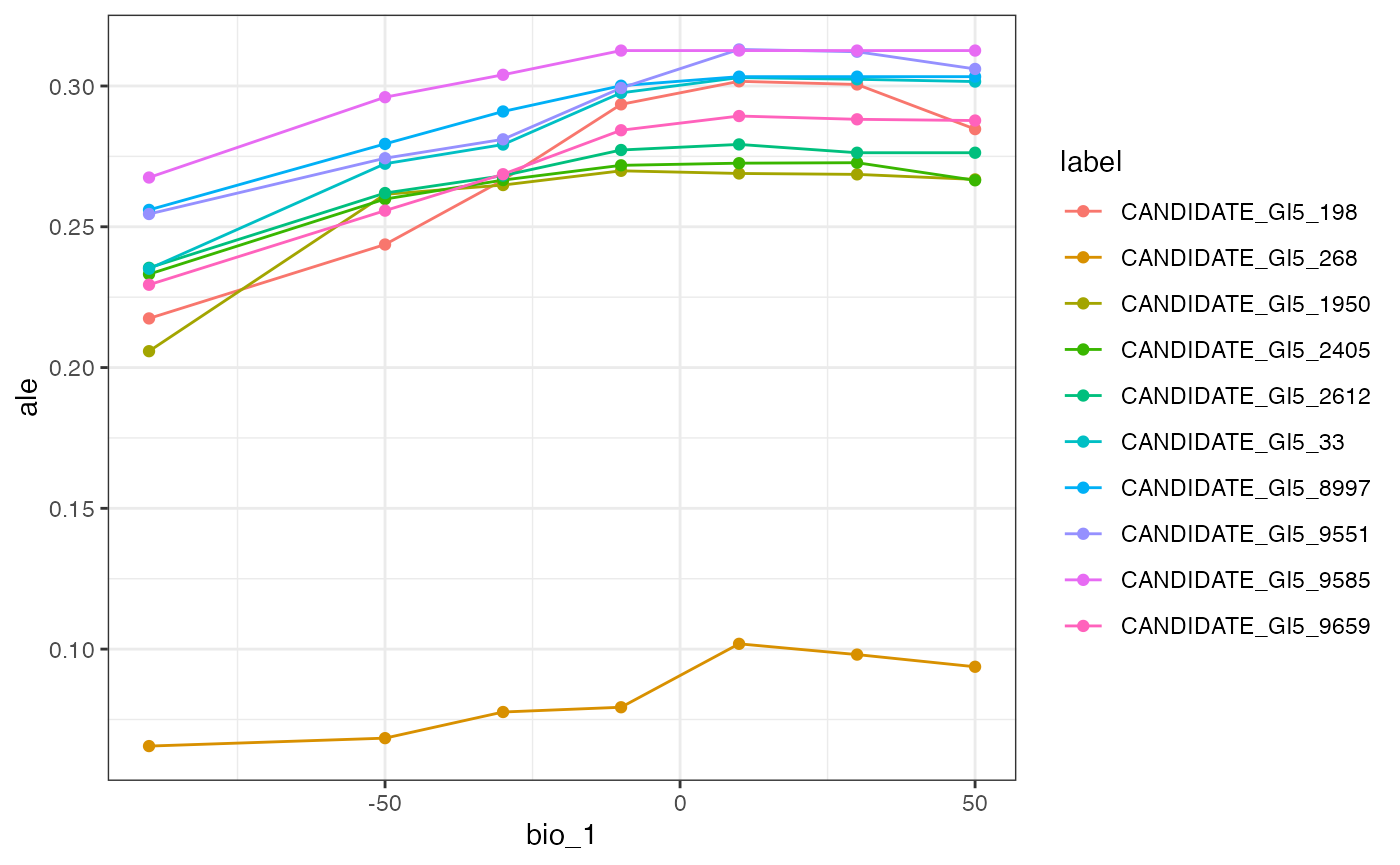 0.30
0.25
0.20
0.15
0.10
ale
-50
0
50
bio_1
label
CANDIDATE_GI5_198
CANDIDATE_GI5_268
CANDIDATE_GI5_1950
CANDIDATE_GI5_2405
CANDIDATE_GI5_2612
CANDIDATE_GI5_33
CANDIDATE_GI5_8997
CANDIDATE_GI5_9551
CANDIDATE_GI5_9585
CANDIDATE_GI5_9659